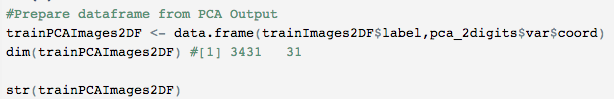 #Prepare dataframe from PCA Output
trainPCAImages2DF <- data.frame(trainImages2DF$label,pca_2digits$var$coord)
dim(trainPCAImages2DF) #[1] 3431   31
str(trainPCAImages2DF)